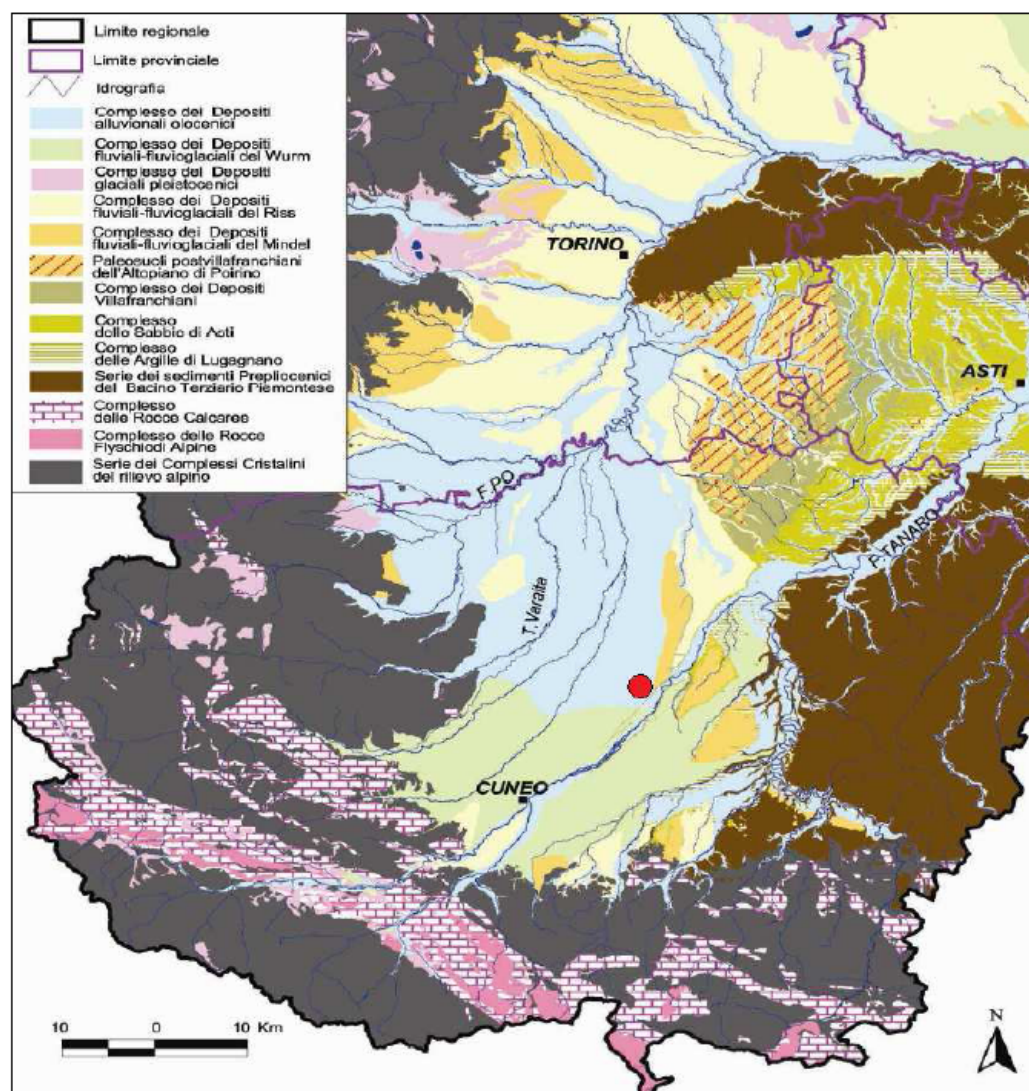 Limite regionale
Limite provinciale
Idrografia
Complesso dei Depositi
alluvionali olocenici
Complesso dei Depositi
fluviali-fluvioglaciali del Wurm
Complesso dei Depositi
glaciali pleistocenici
Complesso dei Depositi
fluviali-fluvioglaciali del Riss
Complesso dei Depositi
fluviali-fluvioglaciali del Mindel
Paleosuoli postvillafranchiani
dell'Altopiano di Poirino
Complesso dei Depositi
Villafranchiani
Complesso
delle Sabbie di Asti
Complesso
delle Argille di Lugagnano
Serie dei sedimenti Prepliocenici
del Bacino Terziario Piemontese
Complesso
delle Rocce Calcaree
Complesso delle Rocce
Flyschiodi Alpine
Serie dei Complessi Cristalini
del rilievo alpino
TORINO
ASTI
F.PO
F.TANARO
T.Varaita
CUNEO
10 0 10 Km
N